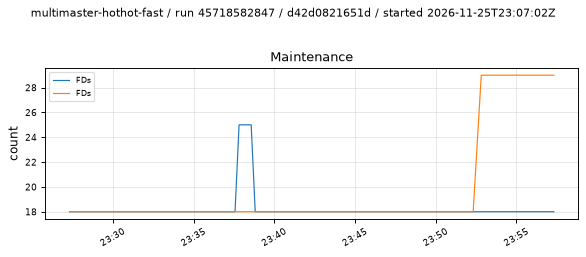 multimaster-hothot-fast / run 45718582847 / d42d0821651d / started 2026-11-25T23:07:02Z
Maintenance
FDs
FDs
count
28
26
24
22
20
18
23:30
23:35
23:40
23:45
23:50
23:55